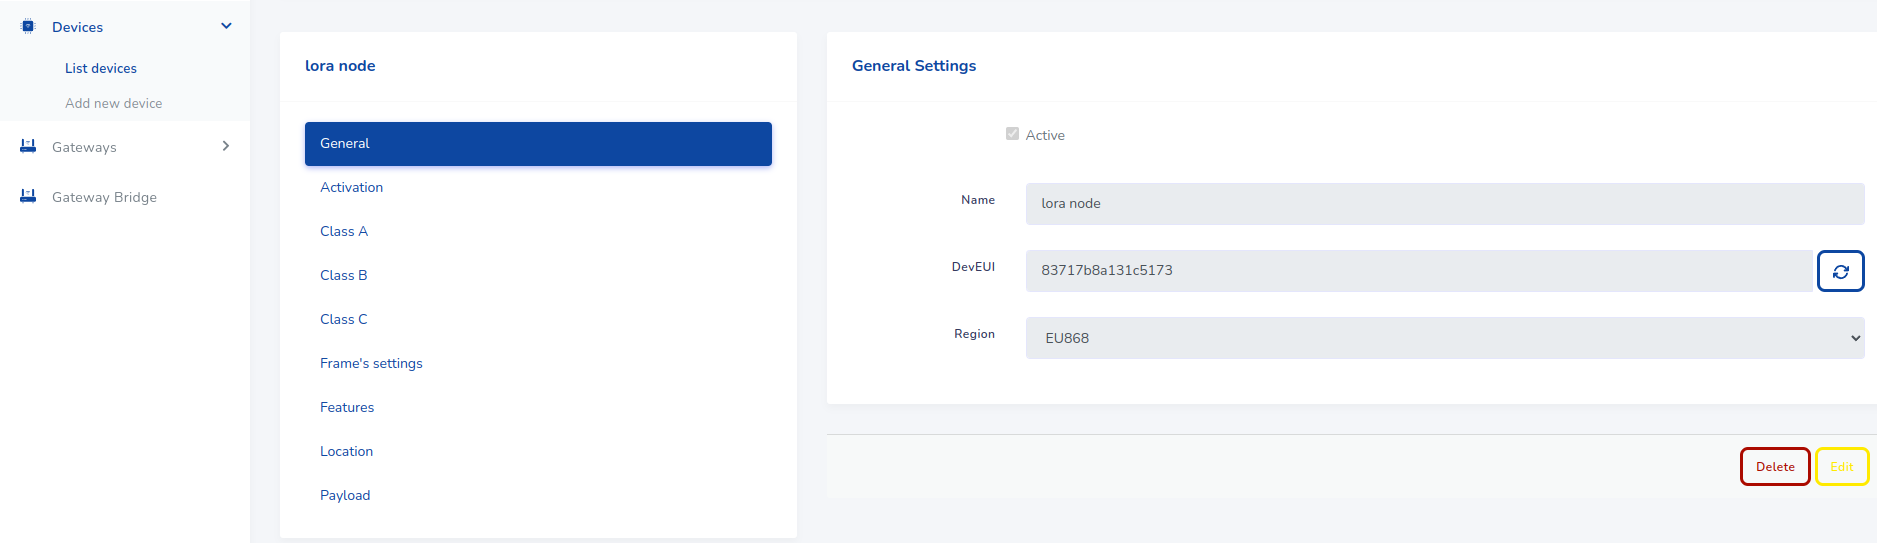 Devices
List devices
Add new device
Gateways
Gateway Bridge
lora node
General
Activation
Class A
Class B
Class C
Frame's settings
Features
Location
Payload
General Settings
Active
Name
lora node
DevEUI
83717b8a131c5173
Region
EU868
Delete
Edit